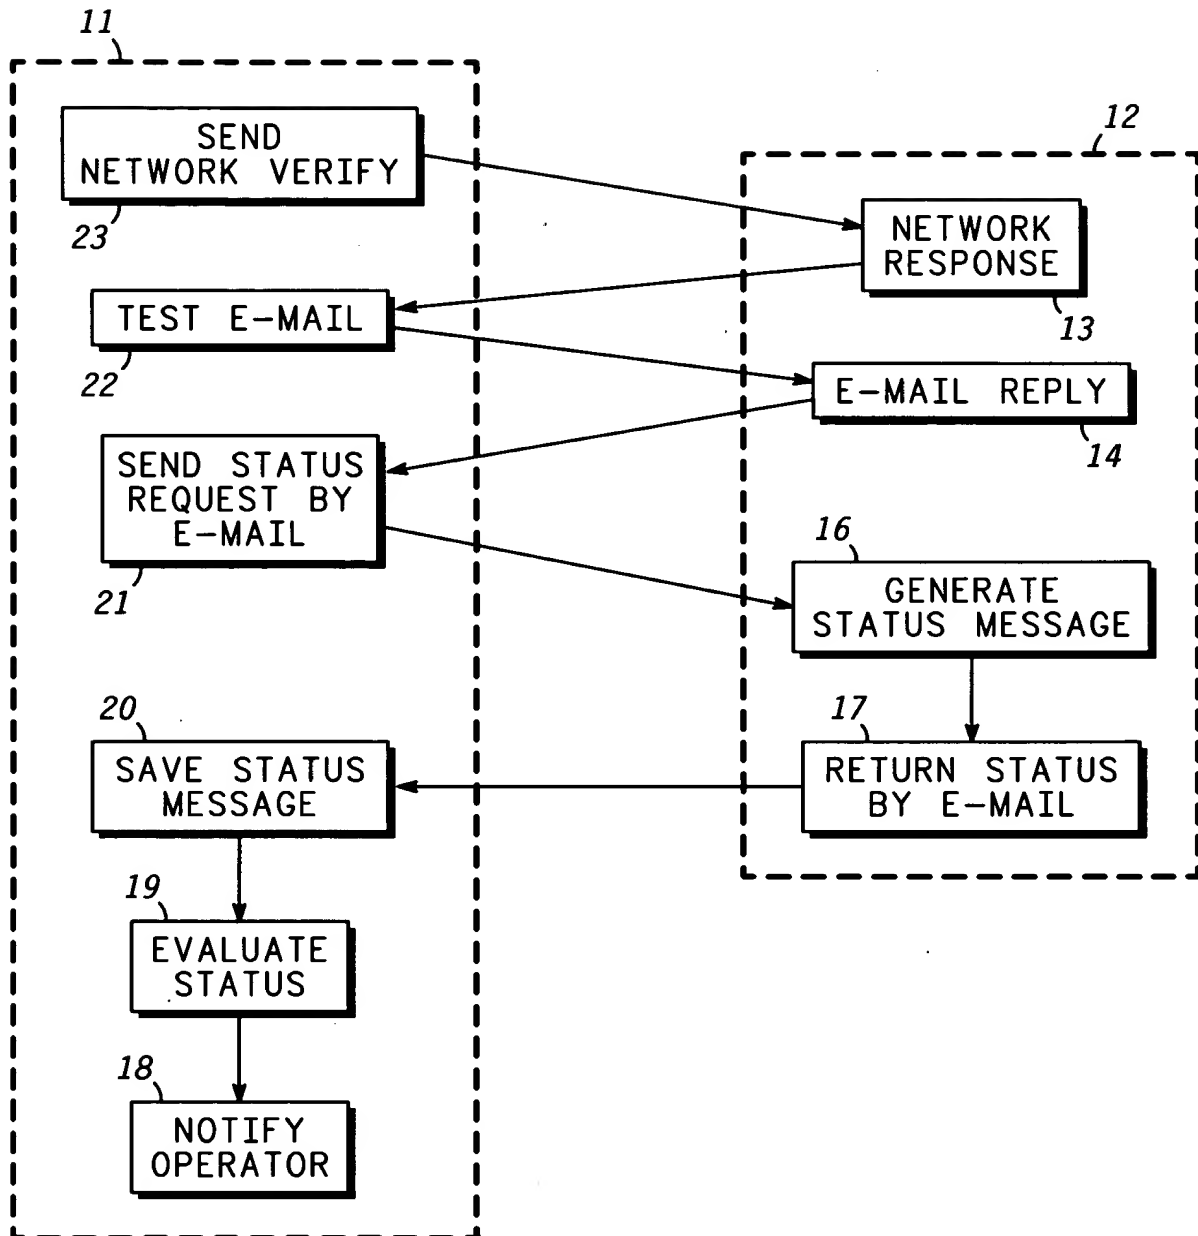 11
SEND
NETWORK VERIFY
23
12
NETWORK
RESPONSE
13
TEST E-MAIL
22
E-MAIL REPLY
14
SEND STATUS
REQUEST BY
E-MAIL
21
16
GENERATE
STATUS MESSAGE
20
SAVE STATUS
MESSAGE
17
RETURN STATUS
BY E-MAIL
19
EVALUATE
STATUS
18
NOTIFY
OPERATOR